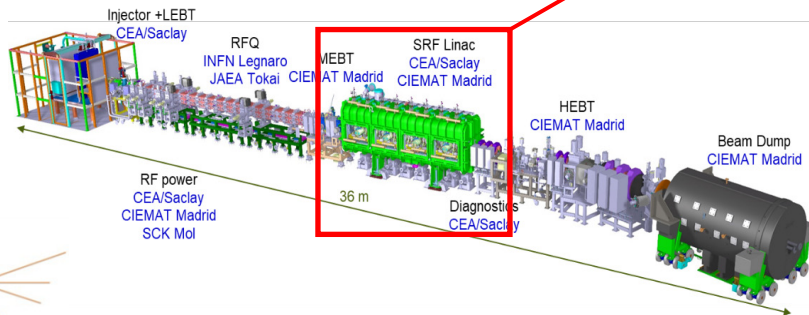 Injector +LEBT
CEA/Saclay
RFQ
INFN Legnaro
JAEA Tokai
MEBT
CIEMAT Madrid
SRF Linac
CEA/Saclay
CIEMAT Madrid
HEBT
CIEMAT Madrid
Beam Dump
CIEMAT Madrid
RF power
CEA/Saclay
CIEMAT Madrid
SCK Mol
36 m
Diagnostics
CEA/Saclay